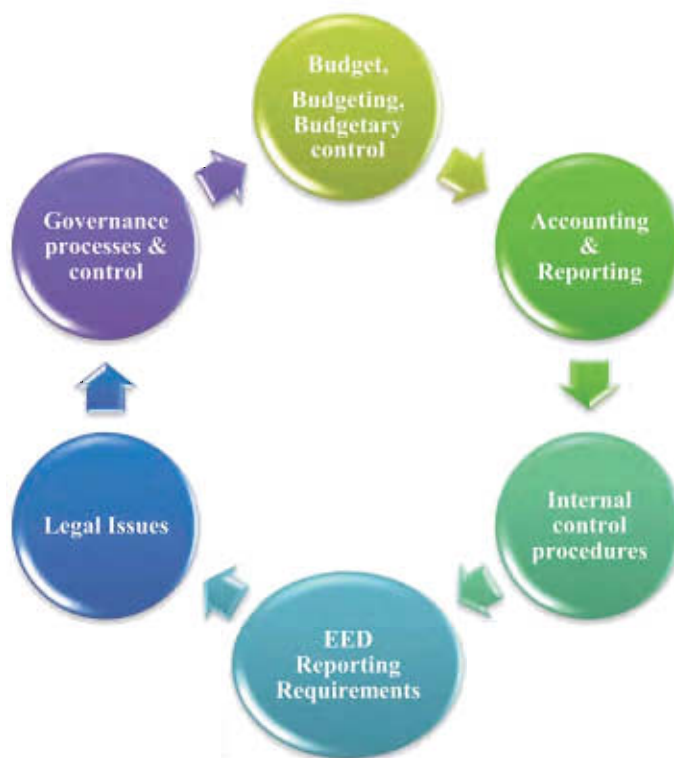 Budget,
Budgeting,
Budgetary
control
Accounting
&
Reporting
Internal
control
procedures
EED
Reporting
Requirements
Legal Issues
Governance
processes &
control